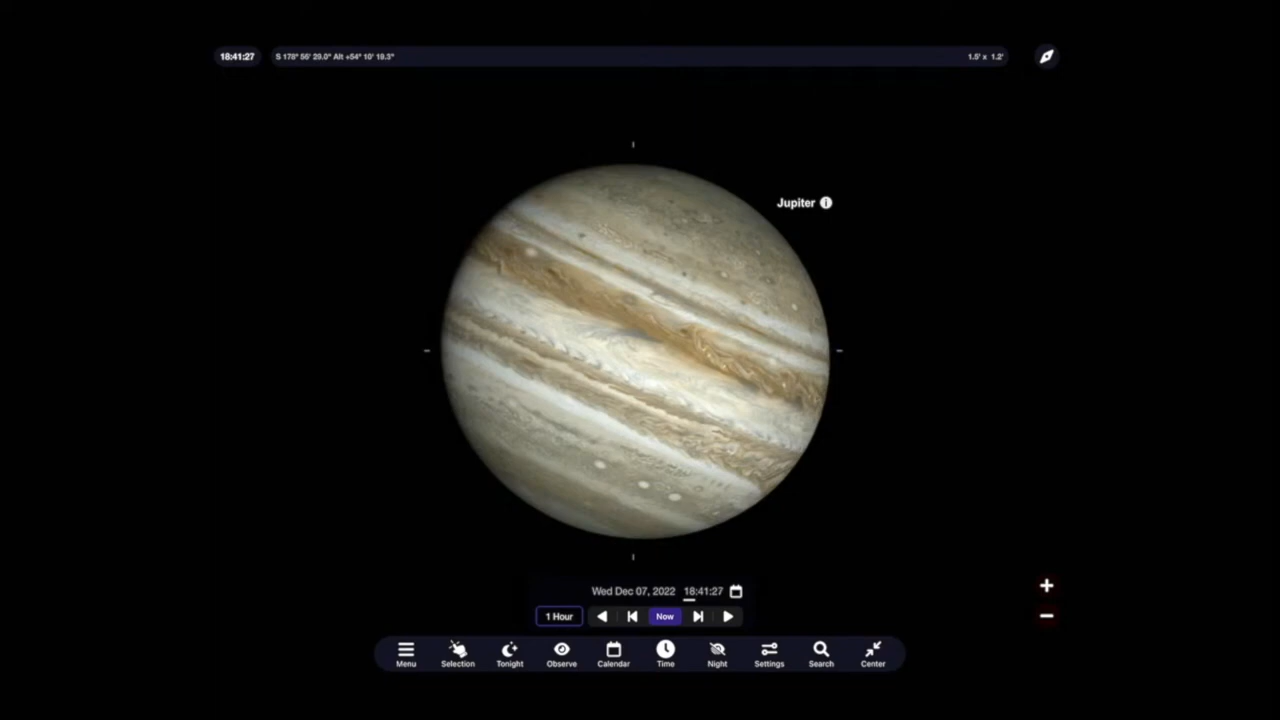 18:41:27
S 178° 56' 29.0" Alt +54° 10' 19.3"
1.5' x 1.2'
Jupiter
Wed Dec 07, 2022 18:41:27
1 Hour
Now
Menu
Selection
Tonight
Observe
Calendar
Time
Night
Settings
Search
Center